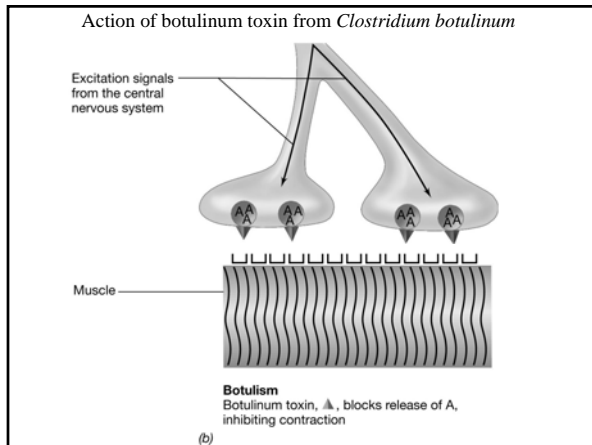 Action of botulinum toxin from Clostridium botulinum
Excitation signals
from the central
nervous system
A A A
A A A
A A A
A A A
Muscle
Botulism
Botulinum toxin, ▲, blocks release of A,
inhibiting contraction
(b)